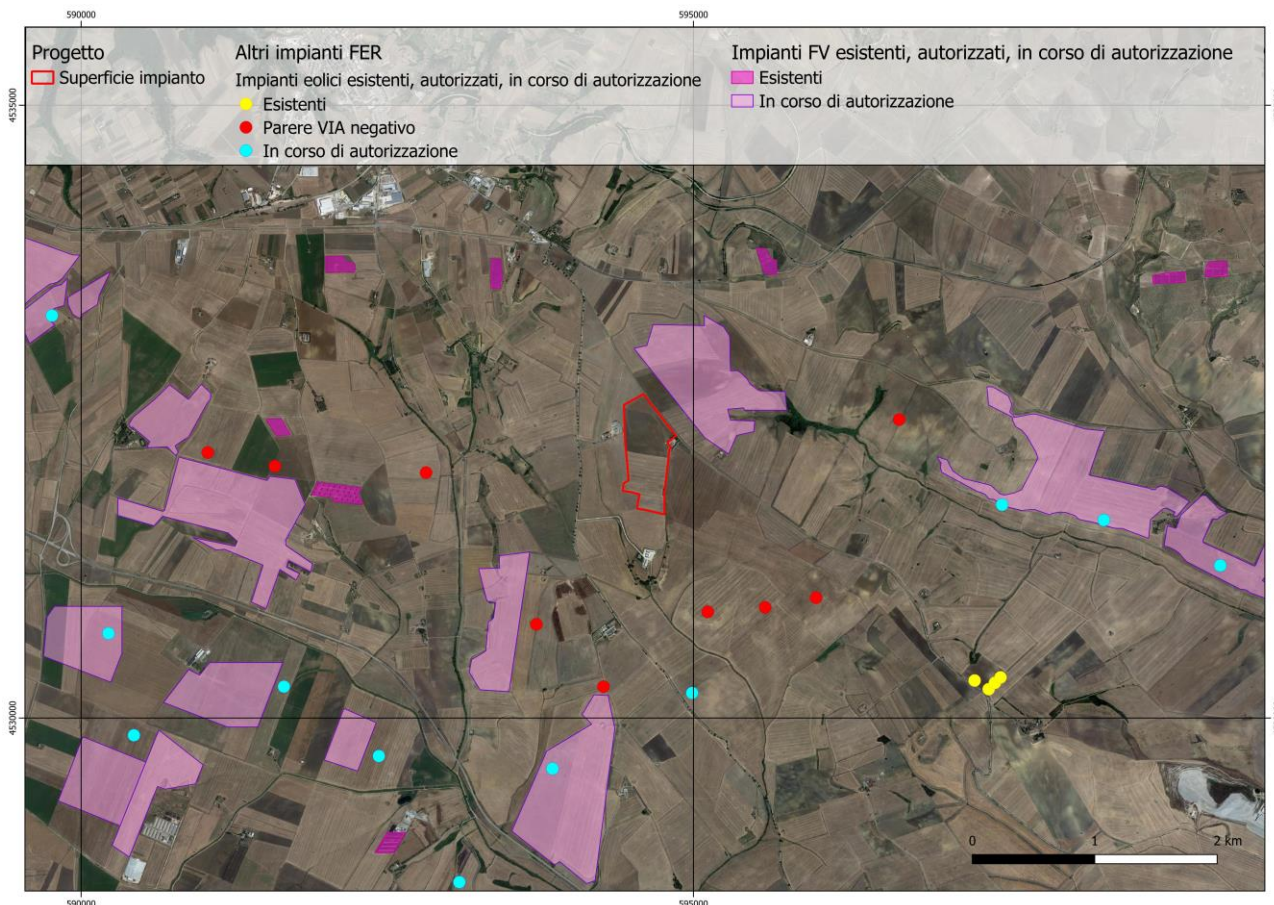 590000
595000
Progetto
Superficie impianto
Altri impianti FER
Impianti eolici esistenti, autorizzati, in corso di autorizzazione
Esistenti
Parere VIA negativo
In corso di autorizzazione
Impianti FV esistenti, autorizzati, in corso di autorizzazione
Esistenti
In corso di autorizzazione
4535000
4530000
0 1 2 km
590000
595000